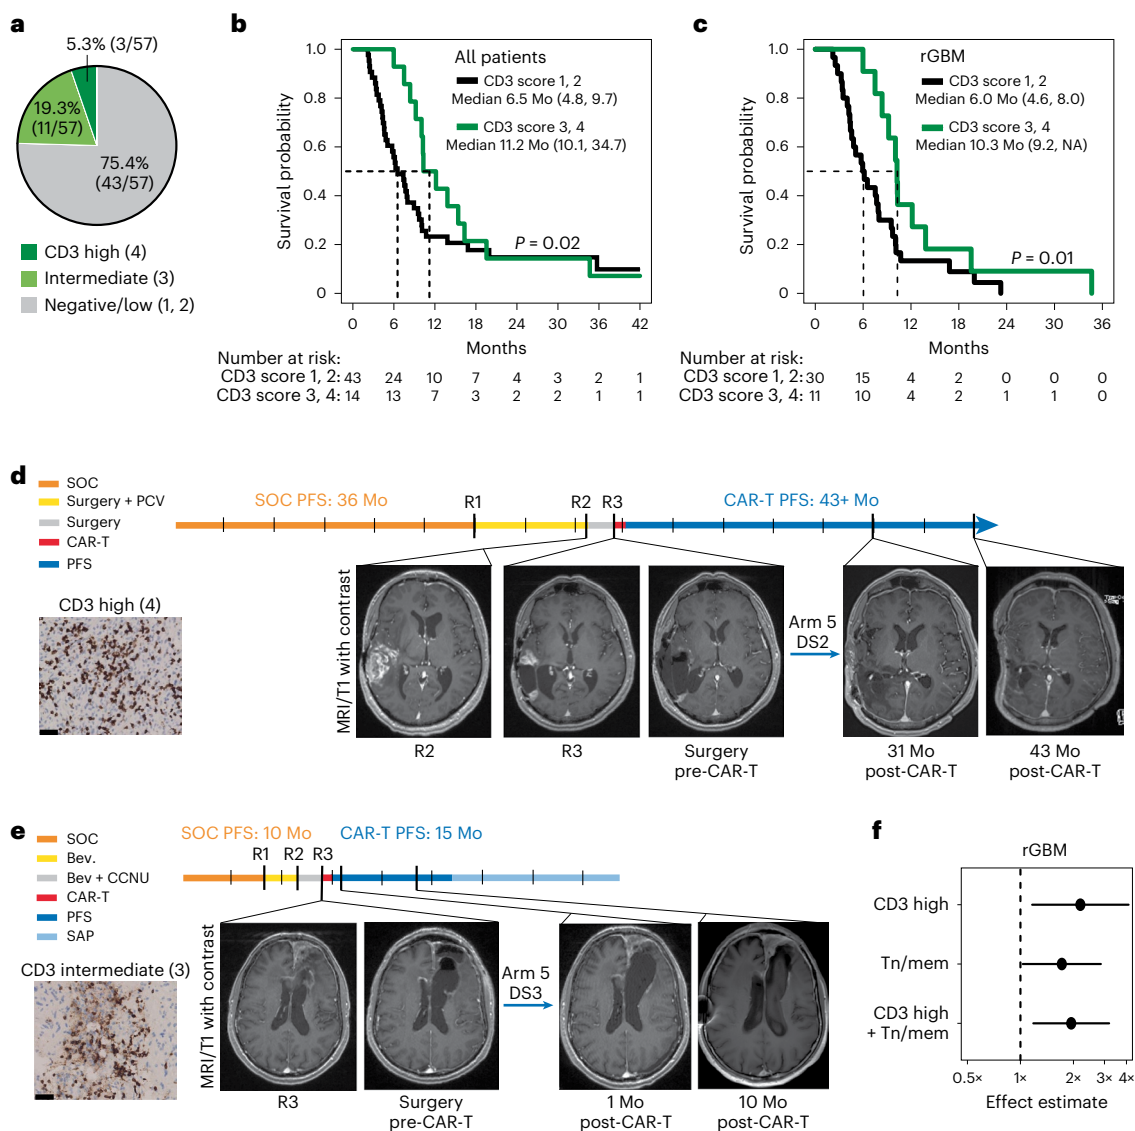 a
5.3% (3/57)
19.3%
(11/57)
75.4%
(43/57)
CD3 high (4)
Intermediate (3)
Negative/low (1, 2)
b
Survival probability
1.0
0.8
0.6
0.4
0.2
0
All patients
CD3 score 1, 2
Median 6.5 Mo (4.8, 9.7)
CD3 score 3, 4
Median 11.2 Mo (10.1, 34.7)
P = 0.02
0 6 12 18 24 30 36 42
Months
Number at risk:
CD3 score 1, 2: 43 24 10 7 4 3 2 1
CD3 score 3, 4: 14 13 7 3 2 2 1 1
c
Survival probability
1.0
0.8
0.6
0.4
0.2
0
rGBM
CD3 score 1, 2
Median 6.0 Mo (4.6, 8.0)
CD3 score 3, 4
Median 10.3 Mo (9.2, NA)
P = 0.01
0 6 12 18 24 30 36
Months
Number at risk:
CD3 score 1, 2: 30 15 4 2 0 0 0
CD3 score 3, 4: 11 10 4 2 1 1 0
d
SOC
Surgery + PCV
Surgery
CAR-T
PFS
SOC PFS: 36 Mo
R1
R2
R3
CAR-T PFS: 43+ Mo
CD3 high (4)
MRI/T1 with contrast
Arm 5
DS2
R2
R3
Surgery
pre-CAR-T
31 Mo
post-CAR-T
43 Mo
post-CAR-T
e
SOC
Bev.
Bev + CCNU
CAR-T
PFS
SAP
SOC PFS: 10 Mo
CAR-T PFS: 15 Mo
R1
R2
R3
CD3 intermediate (3)
MRI/T1 with contrast
Arm 5
DS3
R3
Surgery
pre-CAR-T
1 Mo
post-CAR-T
10 Mo
post-CAR-T
f
rGBM
CD3 high
Tn/mem
CD3 high
+ Tn/mem
0.5× 1× 2× 3× 4×
Effect estimate